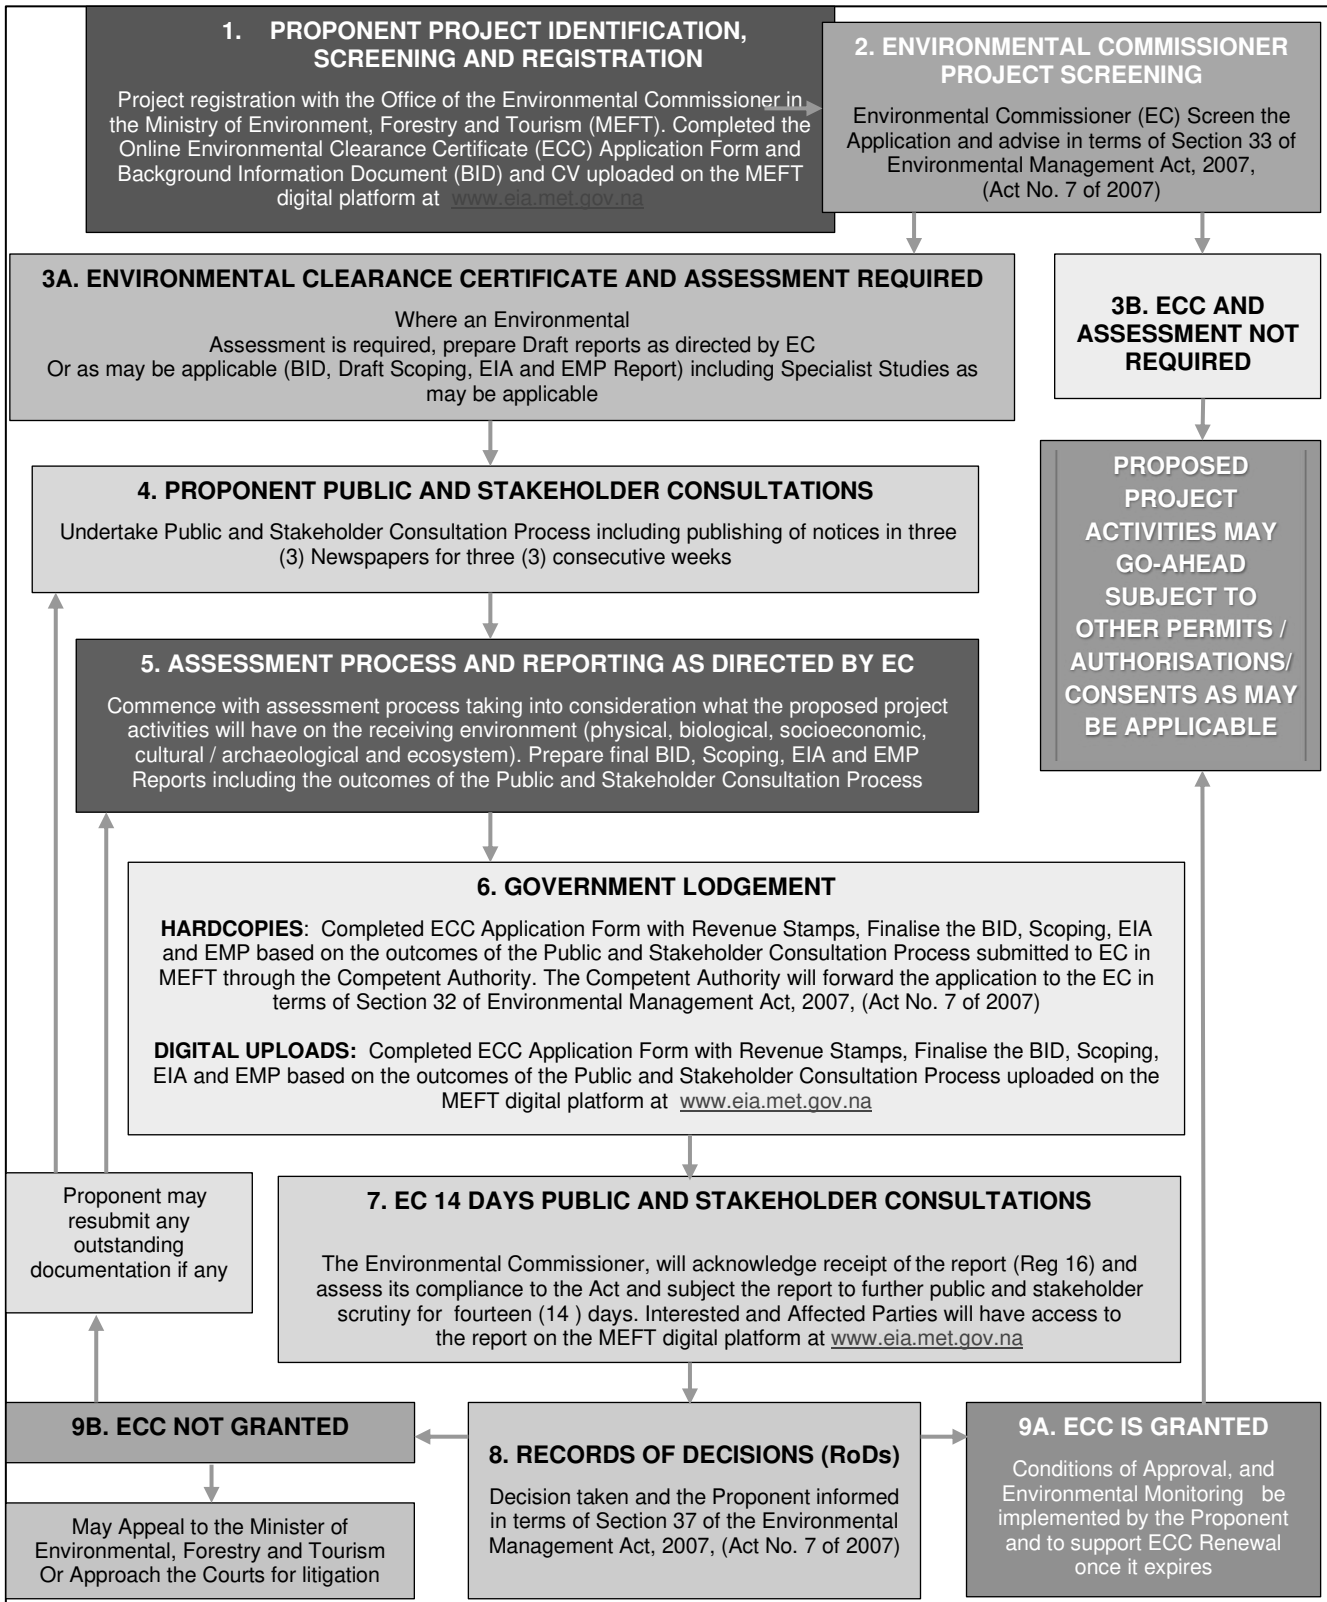 1. PROPONENT PROJECT IDENTIFICATION,
SCREENING AND REGISTRATION
Project registration with the Office of the Environmental Commissioner in
the Ministry of Environment, Forestry and Tourism (MEFT). Completed the
Online Environmental Clearance Certificate (ECC) Application Form and
Background Information Document (BID) and CV uploaded on the MEFT
digital platform at www.eia.met.gov.na
2. ENVIRONMENTAL COMMISSIONER
PROJECT SCREENING
Environmental Commissioner (EC) Screen the
Application and advise in terms of Section 33 of
Environmental Management Act, 2007,
(Act No. 7 of 2007)
3A. ENVIRONMENTAL CLEARANCE CERTIFICATE AND ASSESSMENT REQUIRED
Where an Environmental
Assessment is required, prepare Draft reports as directed by EC
Or as may be applicable (BID, Draft Scoping, EIA and EMP Report) including Specialist Studies as
may be applicable
3B. ECC AND
ASSESSMENT NOT
REQUIRED
4. PROPONENT PUBLIC AND STAKEHOLDER CONSULTATIONS
Undertake Public and Stakeholder Consultation Process including publishing of notices in three
(3) Newspapers for three (3) consecutive weeks
PROPOSED
PROJECT
ACTIVITIES MAY
GO-AHEAD
SUBJECT TO
OTHER PERMITS /
AUTHORISATIONS/
CONSENTS AS MAY
BE APPLICABLE
5. ASSESSMENT PROCESS AND REPORTING AS DIRECTED BY EC
Commence with assessment process taking into consideration what the proposed project
activities will have on the receiving environment (physical, biological, socioeconomic,
cultural / archaeological and ecosystem). Prepare final BID, Scoping, EIA and EMP
Reports including the outcomes of the Public and Stakeholder Consultation Process
6. GOVERNMENT LODGEMENT
HARDCOPIES: Completed ECC Application Form with Revenue Stamps, Finalise the BID, Scoping, EIA
and EMP based on the outcomes of the Public and Stakeholder Consultation Process submitted to EC in
MEFT through the Competent Authority. The Competent Authority will forward the application to the EC in
terms of Section 32 of Environmental Management Act, 2007, (Act No. 7 of 2007)
DIGITAL UPLOADS: Completed ECC Application Form with Revenue Stamps, Finalise the BID, Scoping,
EIA and EMP based on the outcomes of the Public and Stakeholder Consultation Process uploaded on the
MEFT digital platform at www.eia.met.gov.na
Proponent may
resubmit any
outstanding
documentation if any
7. EC 14 DAYS PUBLIC AND STAKEHOLDER CONSULTATIONS
The Environmental Commissioner, will acknowledge receipt of the report (Reg 16) and
assess its compliance to the Act and subject the report to further public and stakeholder
scrutiny for fourteen (14 ) days. Interested and Affected Parties will have access to
the report on the MEFT digital platform at www.eia.met.gov.na
9B. ECC NOT GRANTED
May Appeal to the Minister of
Environmental, Forestry and Tourism
Or Approach the Courts for litigation
8. RECORDS OF DECISIONS (RoDs)
Decision taken and the Proponent informed
in terms of Section 37 of the Environmental
Management Act, 2007, (Act No. 7 of 2007)
9A. ECC IS GRANTED
Conditions of Approval, and
Environmental Monitoring be
implemented by the Proponent
and to support ECC Renewal
once it expires